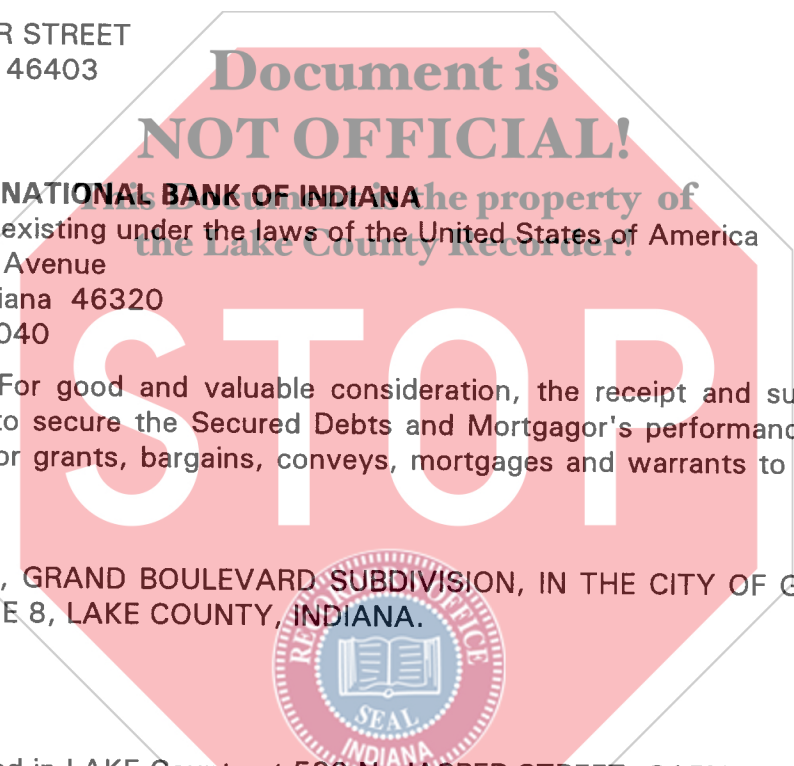 R STREET
46403
Document is
NOT OFFICIAL!
NATIONAL BANK OF INDIANA
This Document is the property of
existing under the laws of the United States of America
the Lake County Recorder!
Avenue
iana 46320
040
STOP
For good and valuable consideration, the receipt and su
to secure the Secured Debts and Mortgagor's performanc
or grants, bargains, conveys, mortgages and warrants to
, GRAND BOULEVARD SUBDIVISION, IN THE CITY OF G
E 8, LAKE COUNTY, INDIANA.
SEAL
INDIANA